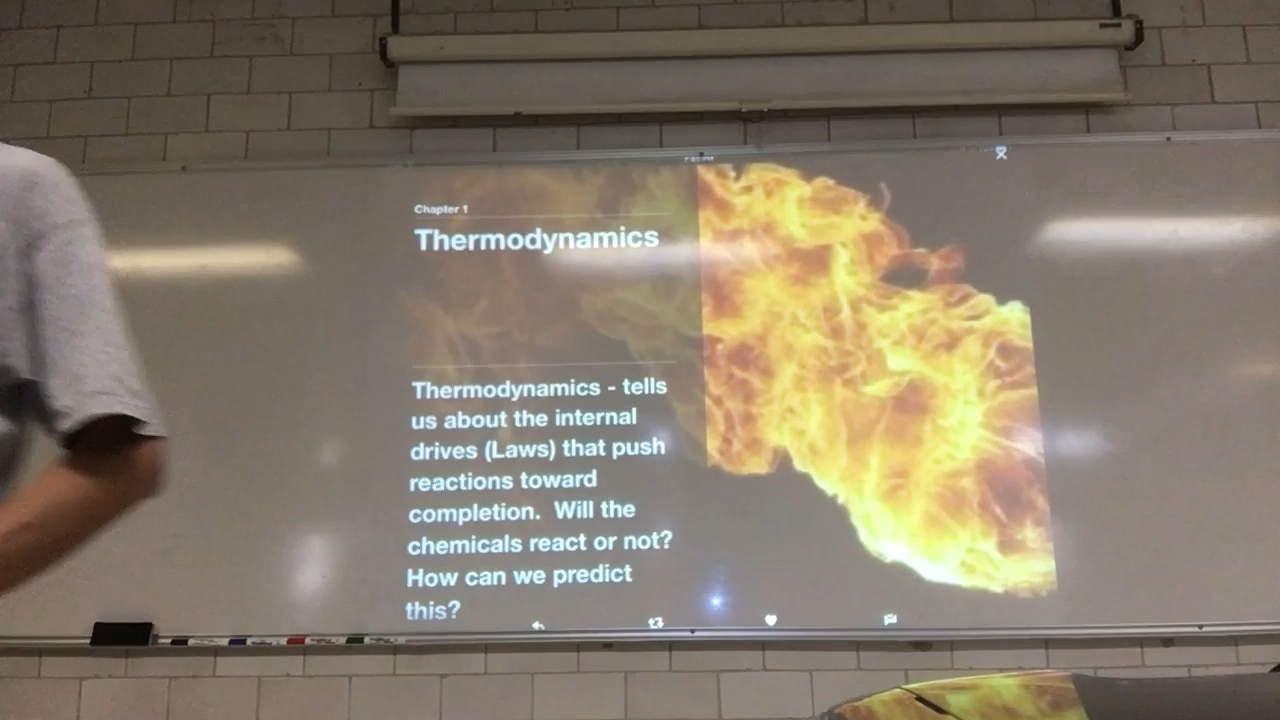 Chapter 1
Thermodynamics
Thermodynamics - tells
us about the internal
drives (Laws) that push
reactions toward
completion.  Will the
chemicals react or not?
How can we predict
this?